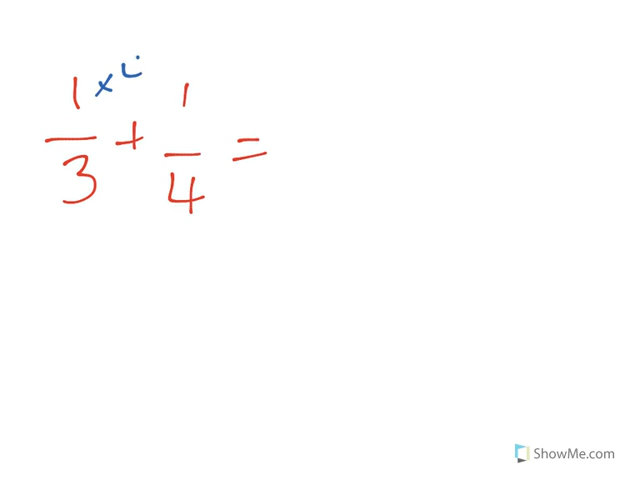 1/3 × + 1/4 =
ShowMe.com